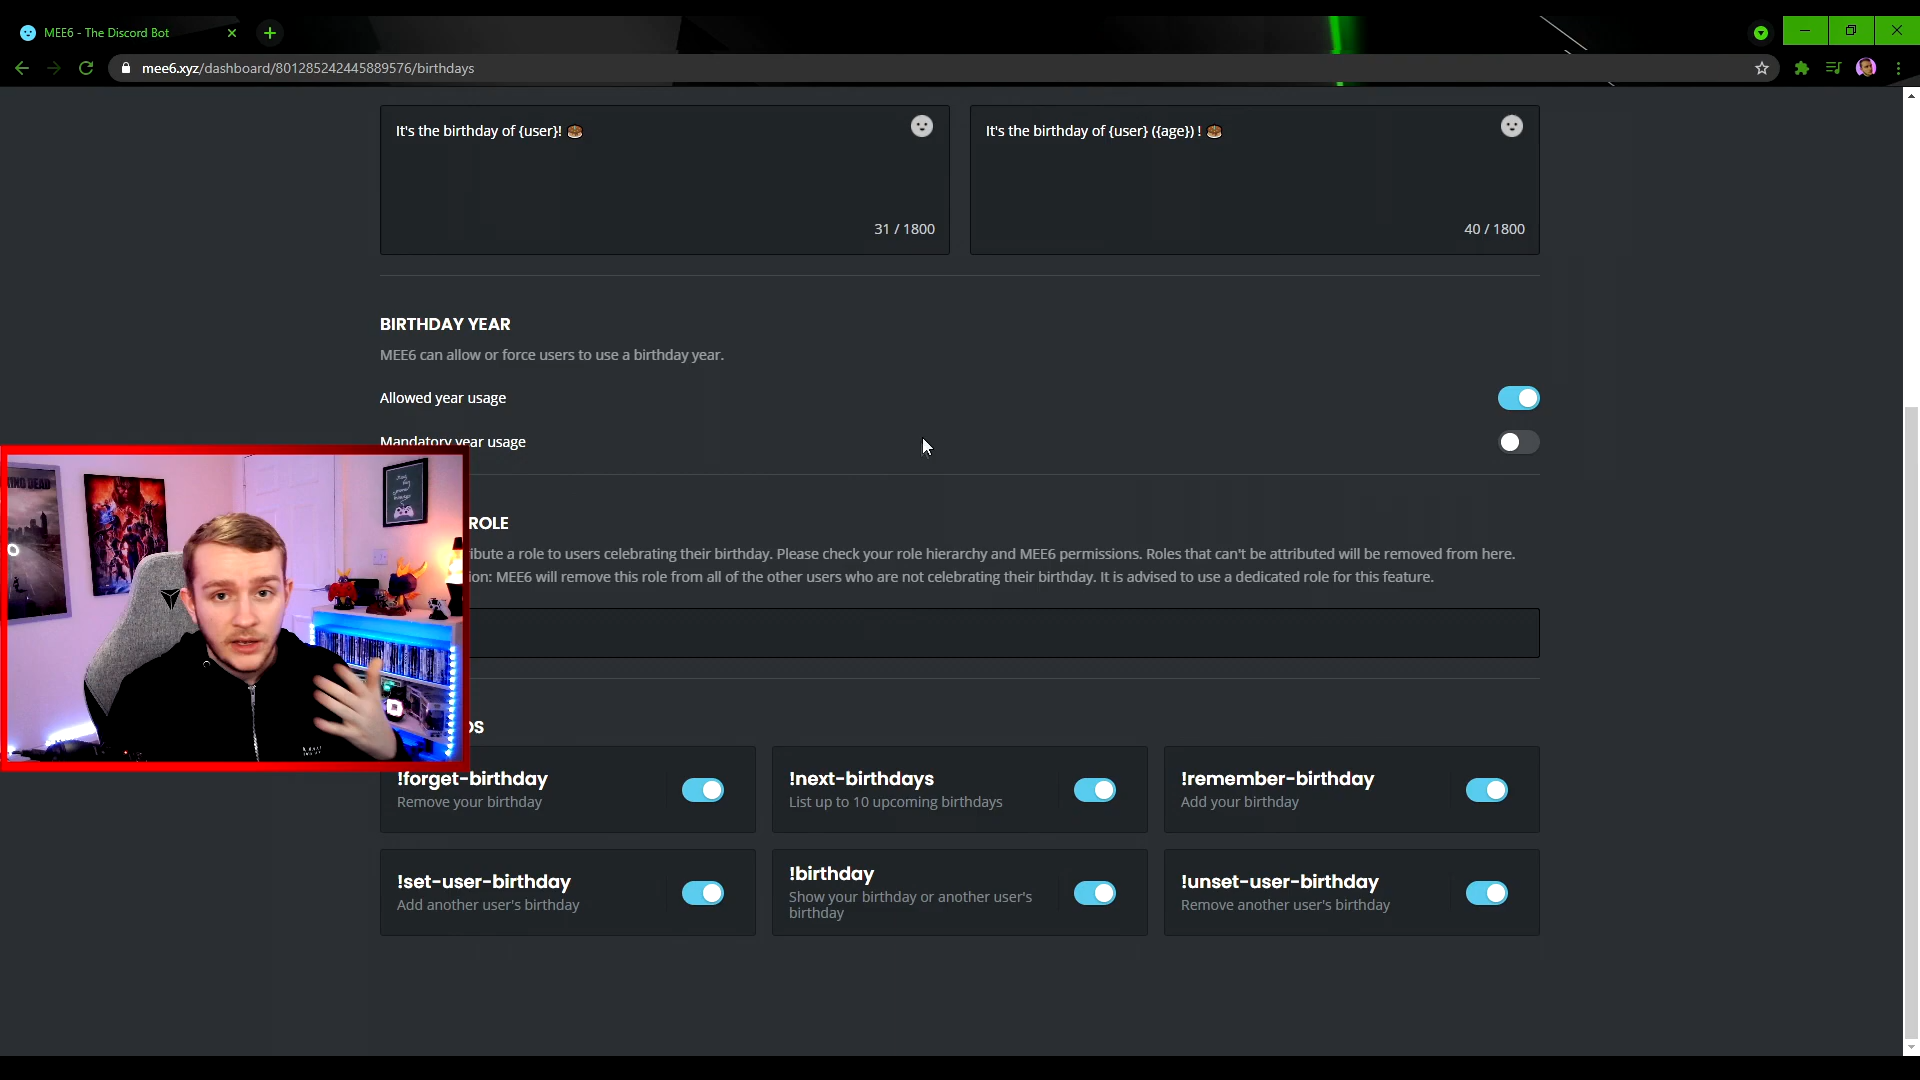 MEE6 - The Discord Bot
mee6.xyz/dashboard/801285242445889576/birthdays
It's the birthday of {user}! 🎂
31 / 1800
It's the birthday of {user} ({age}) ! 🎂
40 / 1800
BIRTHDAY YEAR
MEE6 can allow or force users to use a birthday year.
Allowed year usage
Mandatory year usage
ROLE
ribute a role to users celebrating their birthday. Please check your role hierarchy and MEE6 permissions. Roles that can't be attributed will be removed from here.
ion: MEE6 will remove this role from all of the other users who are not celebrating their birthday. It is advised to use a dedicated role for this feature.
DS
!forget-birthday
Remove your birthday
!next-birthdays
List up to 10 upcoming birthdays
!remember-birthday
Add your birthday
!set-user-birthday
Add another user's birthday
!birthday
Show your birthday or another user's
birthday
!unset-user-birthday
Remove another user's birthday